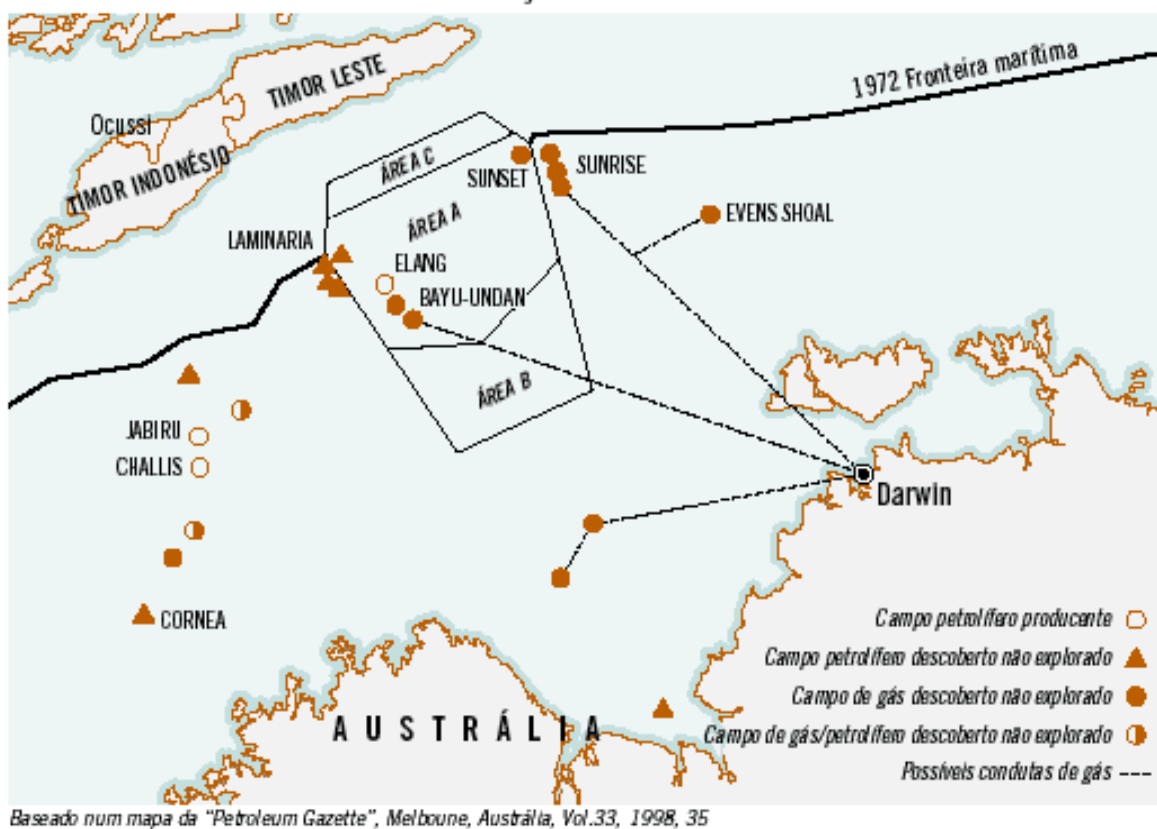 1972 Fronteira marítima
TIMOR LESTE
Ocussi
TIMOR INDONÉSIO
ÁREA C
SUNSET
SUNRISE
ÁREA A
EVENS SHOAL
LAMINARIA
ELANG
BAYU-UNDAN
ÁREA B
JABIRU
CHALLIS
Darwin
CORNEA
AUSTRÁLIA
Campo petrolífero producente
Campo petrolífero descoberto não explorado
Campo de gás descoberto não explorado
Campo de gás/petrolífero descoberto não explorado
Possíveis condutas de gás
Baseado num mapa da "Petroleum Gazette", Melboune, Austrália, Vol.33, 1998, 35